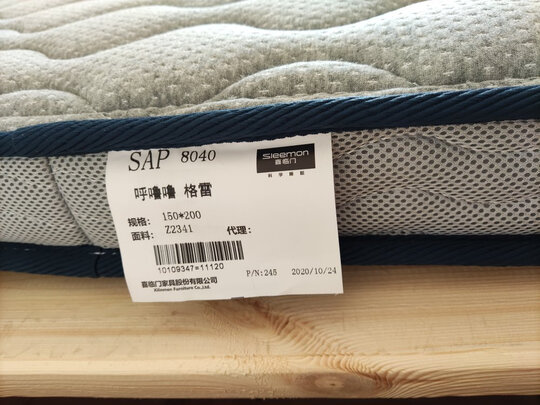 SAP 8040
Sleemon
喜临门
科学睡眠
呼噜噜 格雷
规格: 150*200
面料: Z2341 代理:
10109347=11120
P/N:245 2020/10/24
喜临门家具股份有限公司
Xilinmen Furniture Co.,Ltd.